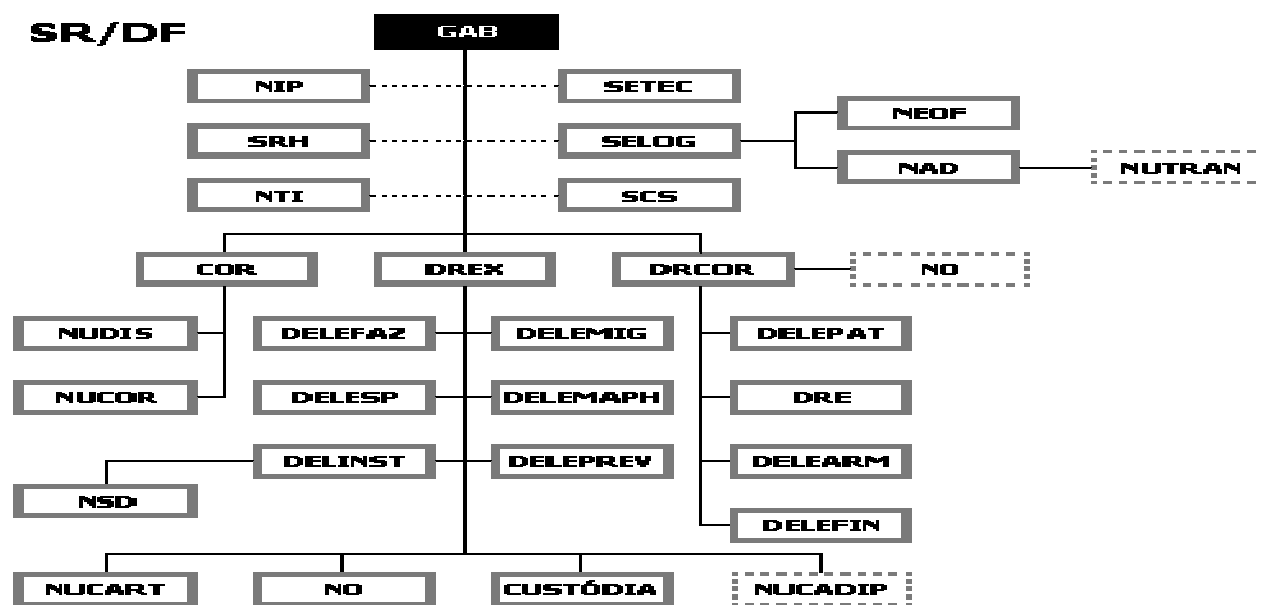 SR/DF
GAB
NIP
SETEC
NEOF
SRH
SELOG
NAD
NUTRAN
NTI
SCS
COR
DREX
DRCOR
NO
NUDIS
DELEFAZ
DELEMIG
DELEPAT
NUCOR
DELESP
DELEMAPH
DRE
DELINST
DELEPREV
DELEARM
NSD
DELEFIN
NUCART
NO
CUSTÓDIA
NUCADIP